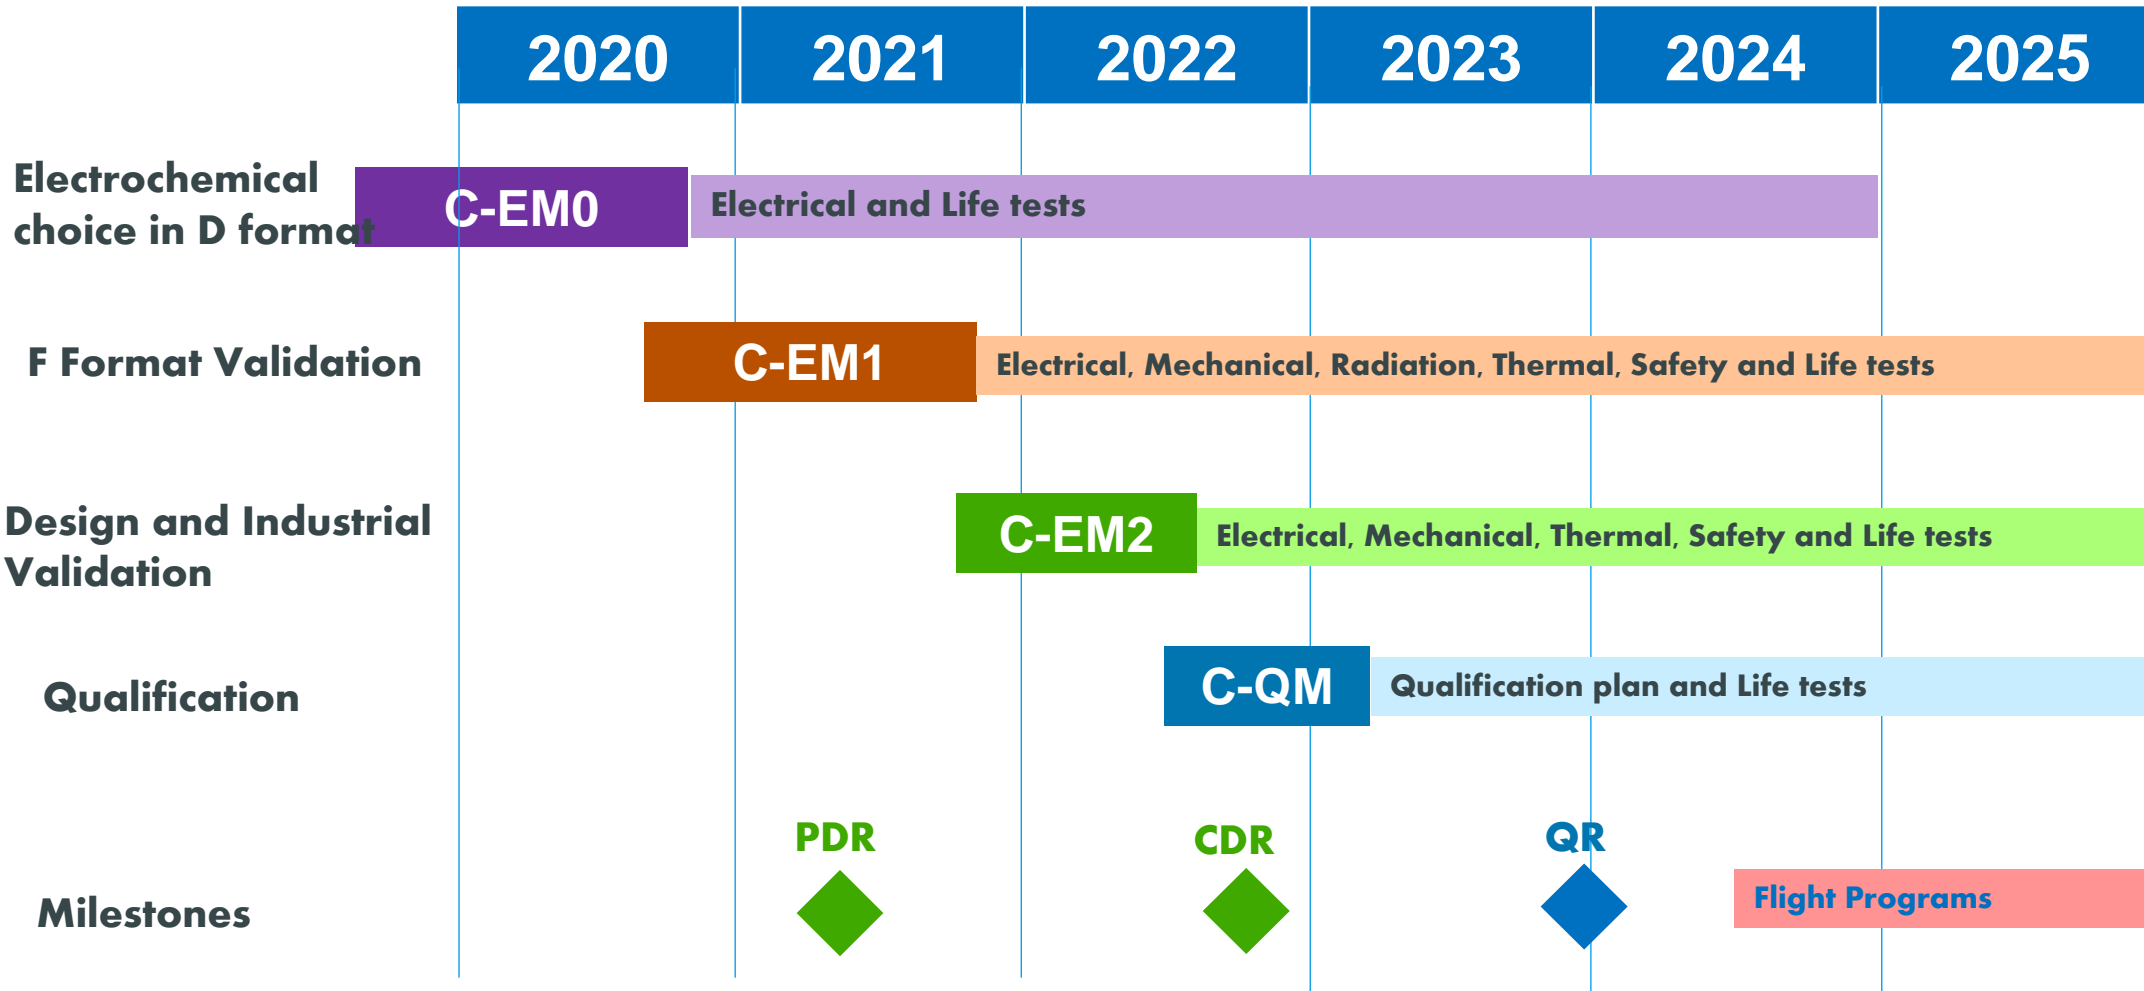 2020 2021 2022 2023 2024 2025
Electrochemical
choice in D format
C-EM0
Electrical and Life tests
F Format Validation
C-EM1
Electrical, Mechanical, Radiation, Thermal, Safety and Life tests
Design and Industrial
Validation
C-EM2
Electrical, Mechanical, Thermal, Safety and Life tests
Qualification
C-QM
Qualification plan and Life tests
Milestones
PDR
CDR
QR
Flight Programs